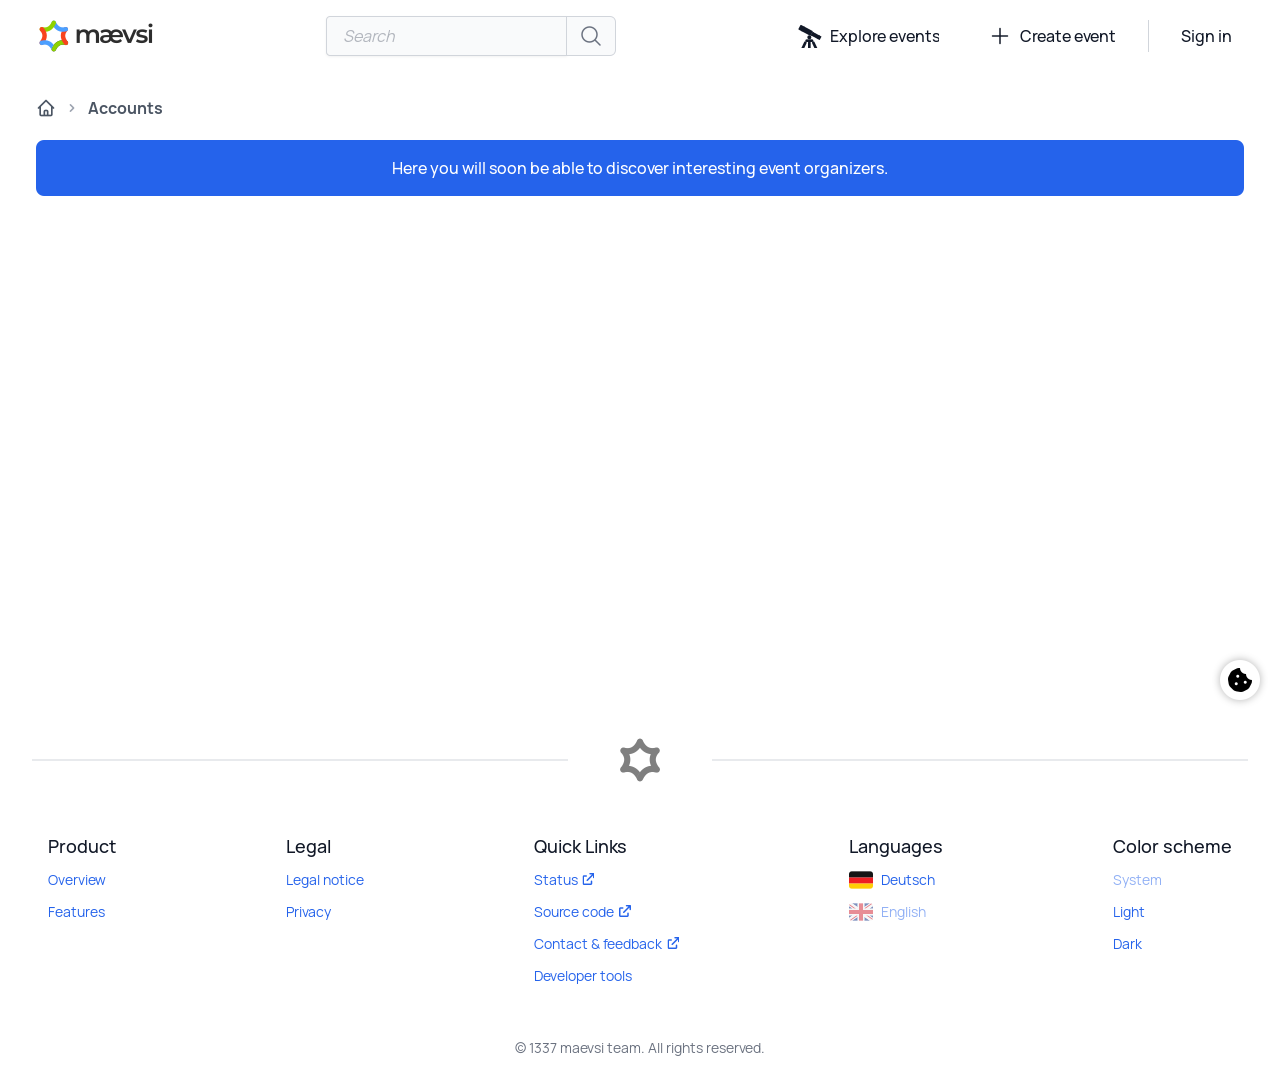 mævsi
Search
Explore events
Create event
Sign in
Accounts
Here you will soon be able to discover interesting event organizers.
Product
Overview
Features
Legal
Legal notice
Privacy
Quick Links
Status
Source code
Contact & feedback
Developer tools
Languages
Deutsch
English
Color scheme
System
Light
Dark
© 1337 maevsi team. All rights reserved.